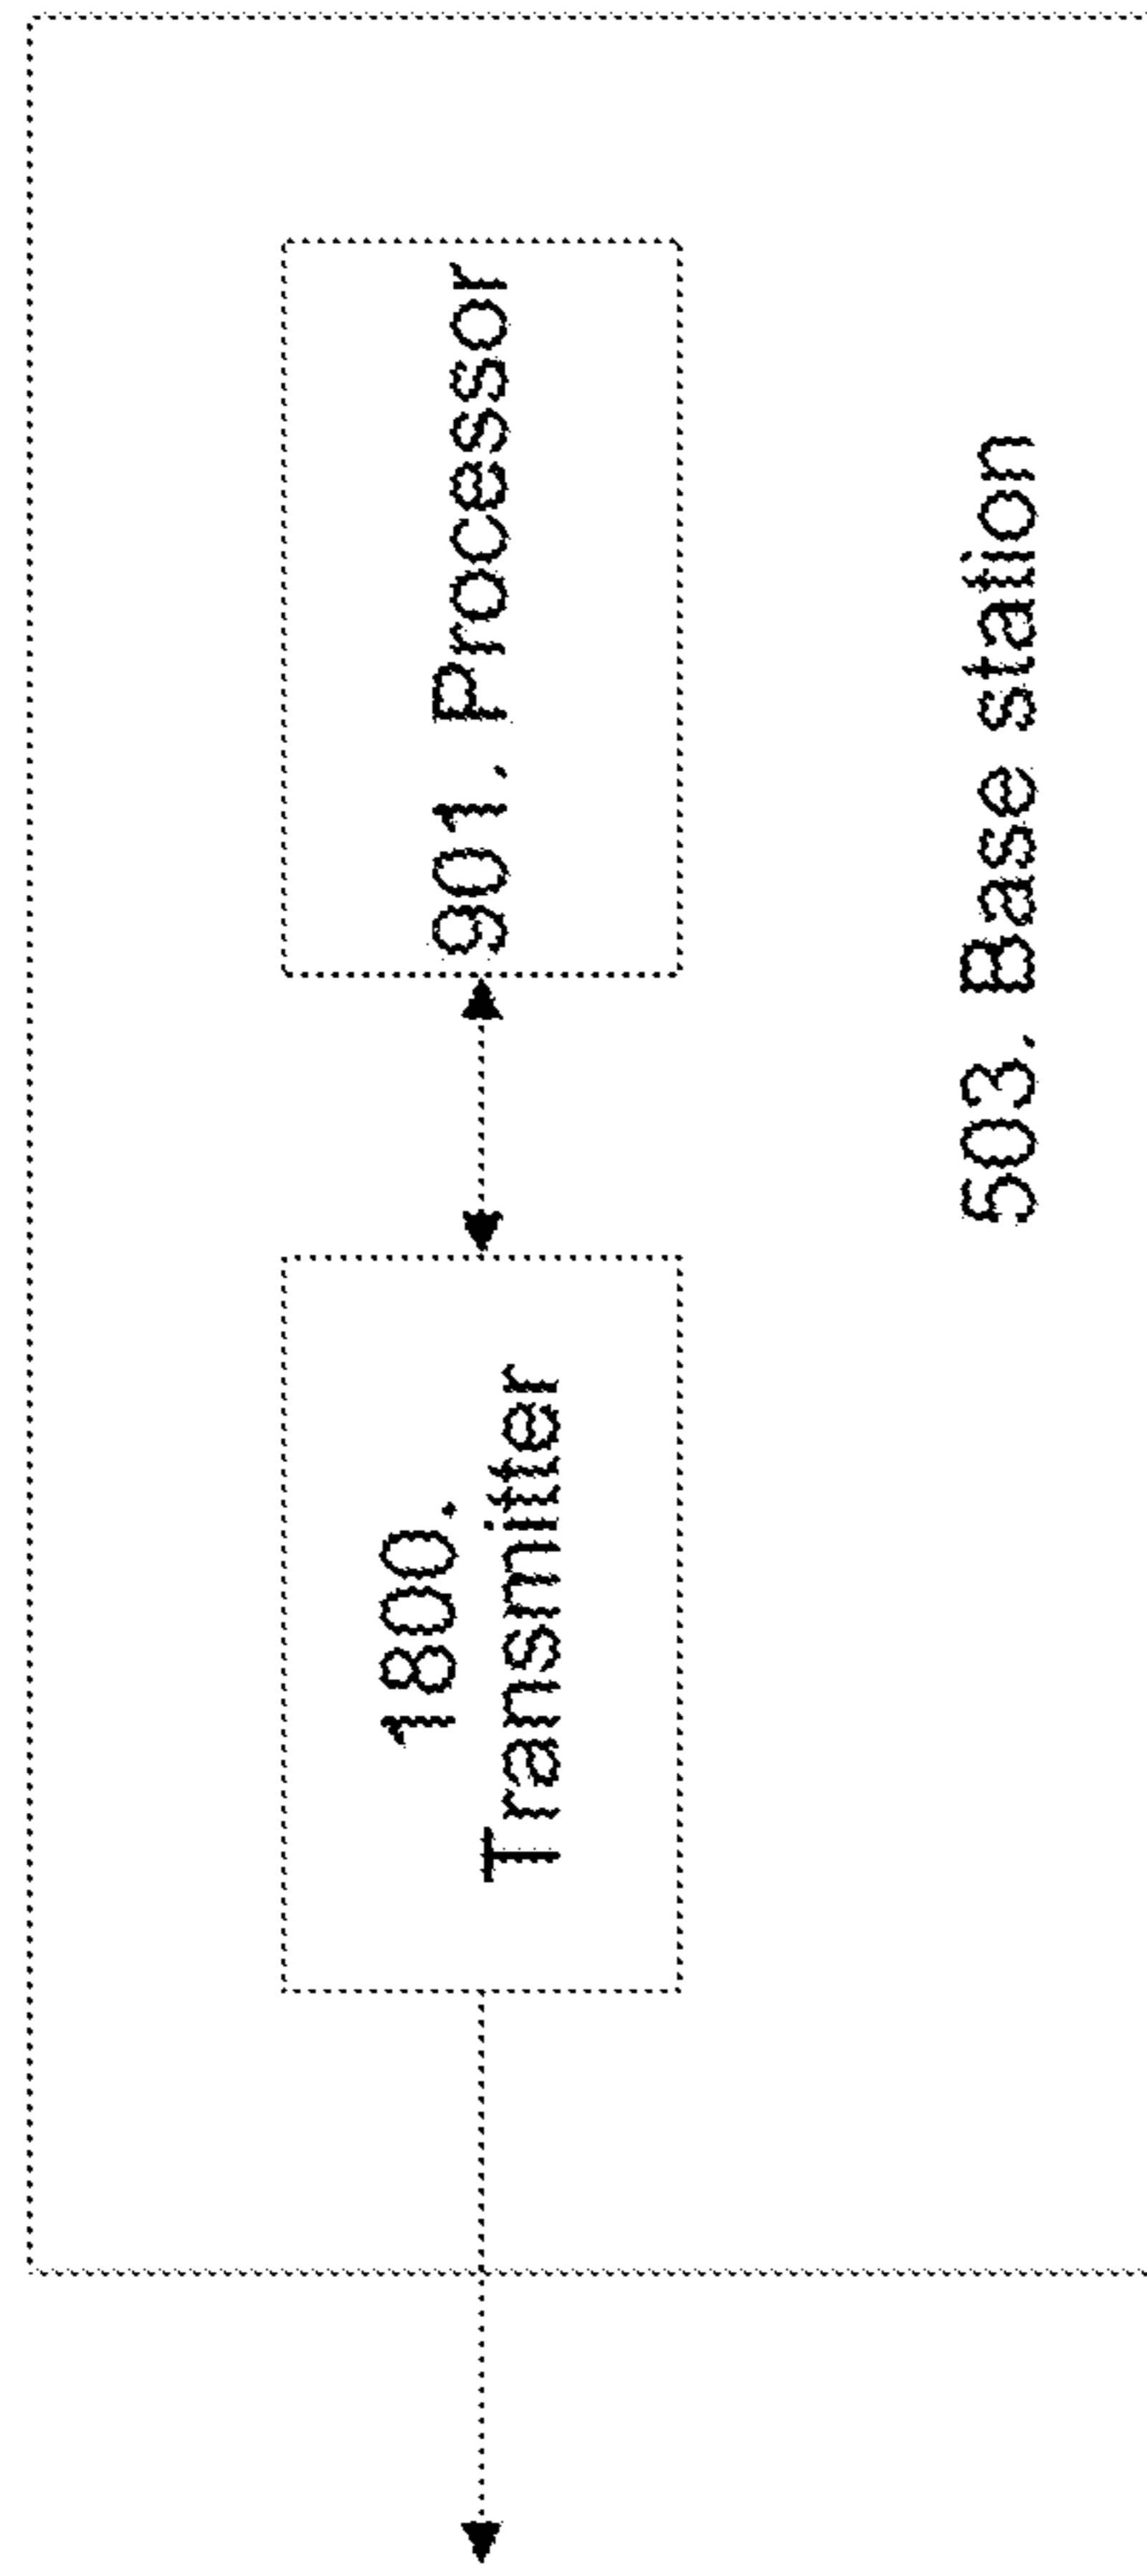 1800.
Transmitter
901. Processor
503. Base station